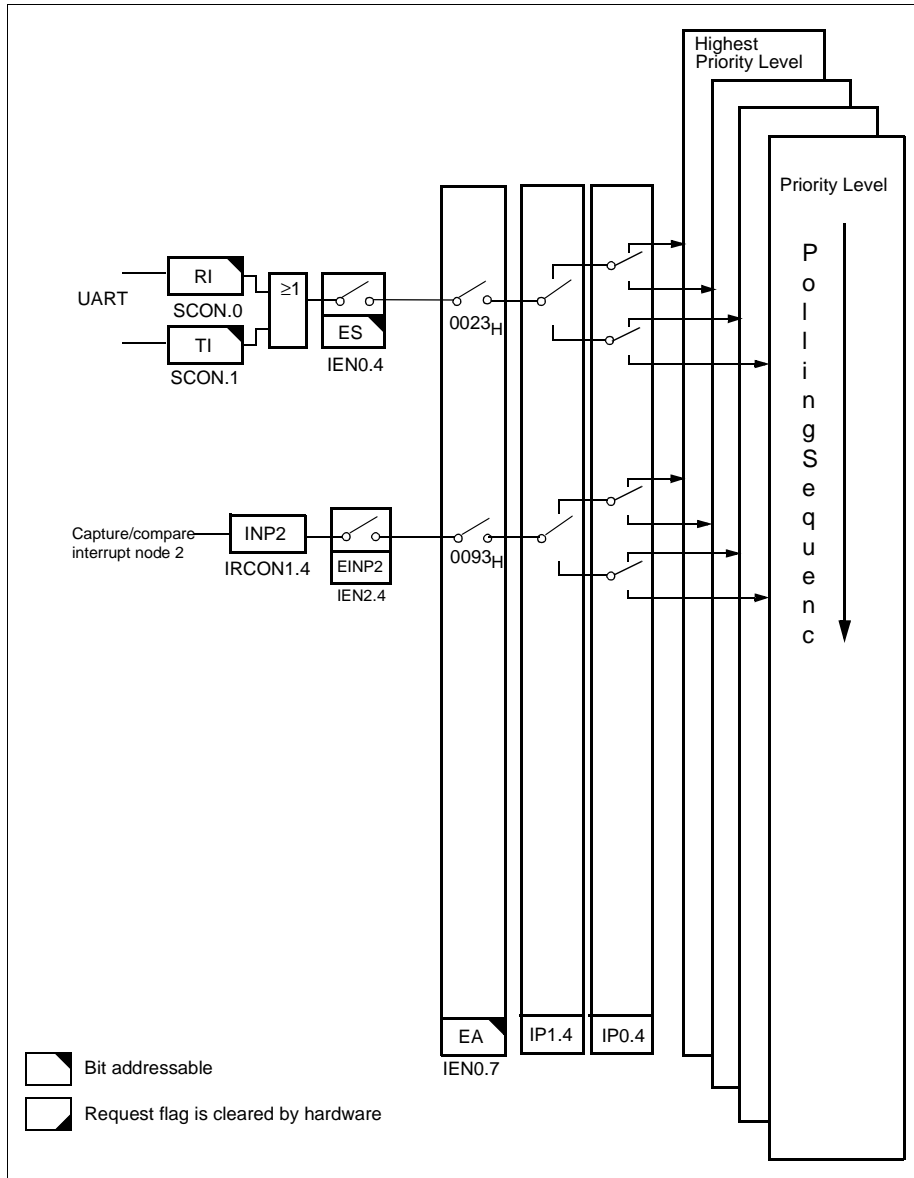 Highest
Priority Level
Priority Level
P
o
l
l
i
n
g
S
e
q
u
e
n
c
UART
RI
SCON.0
TI
SCON.1
≥1
ES
IEN0.4
0023H
Capture/compare
interrupt node 2
INP2
IRCON1.4
EINP2
IEN2.4
0093H
EA
IEN0.7
IP1.4
IP0.4
Bit addressable
Request flag is cleared by hardware